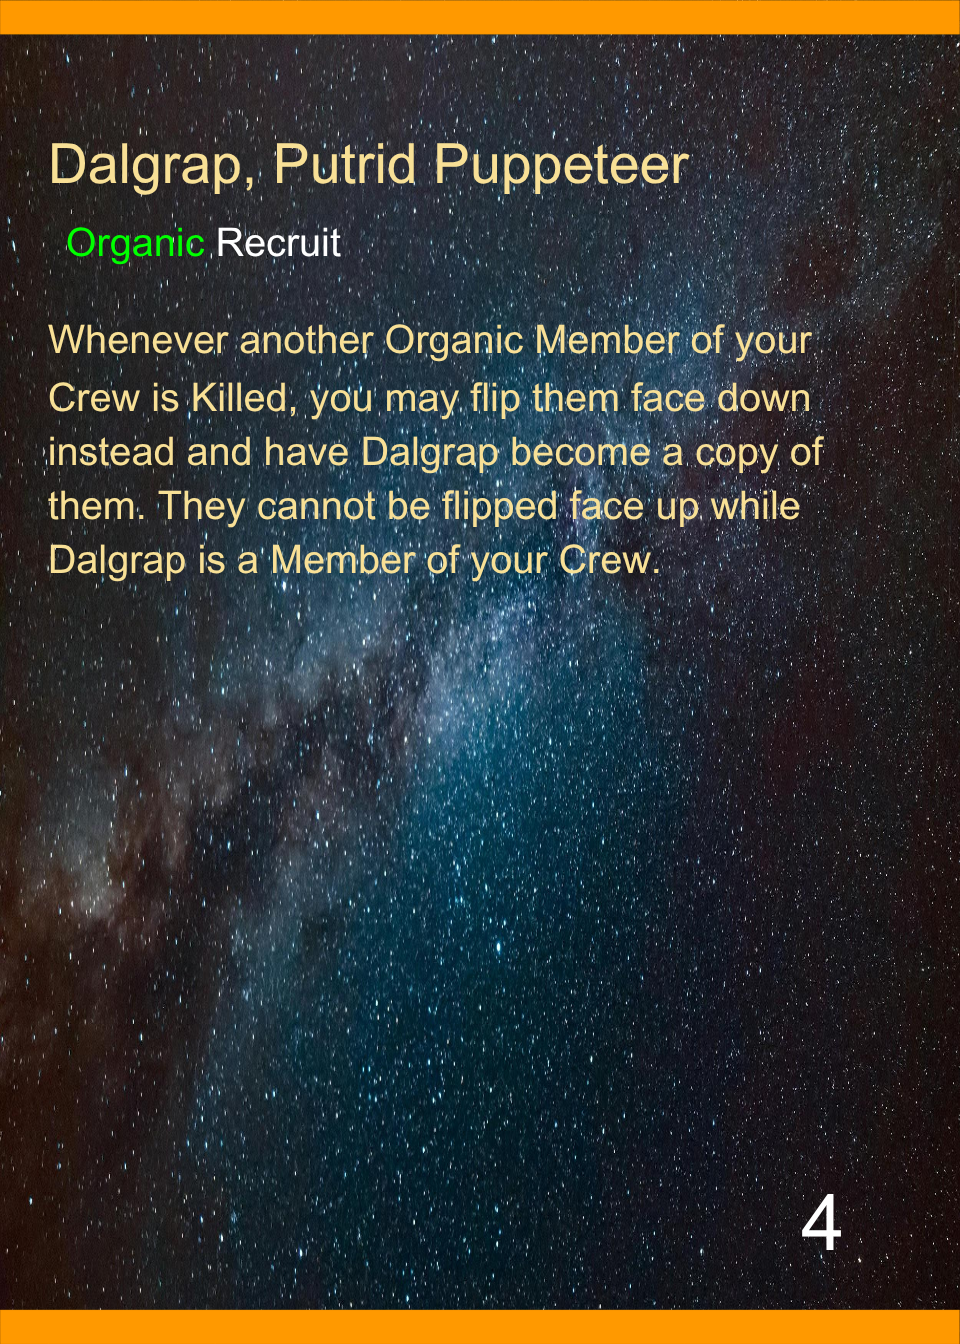 Dalgrap, Putrid Puppeteer
Organic Recruit
Whenever another Organic Member of your
Crew is Killed, you may flip them face down
instead and have Dalgrap become a copy of
them. They cannot be flipped face up while
Dalgrap is a Member of your Crew.
4